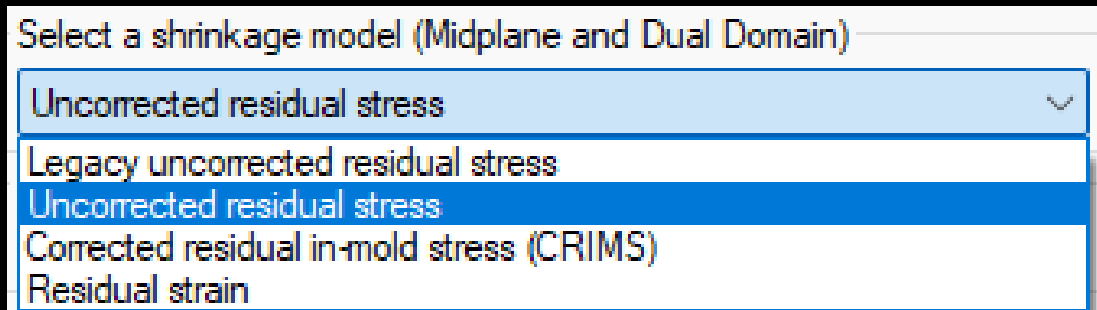 Select a shrinkage model (Midplane and Dual Domain)
Uncorrected residual stress
Legacy uncorrected residual stress
Uncorrected residual stress
Corrected residual in-mold stress (CRIMS)
Residual strain